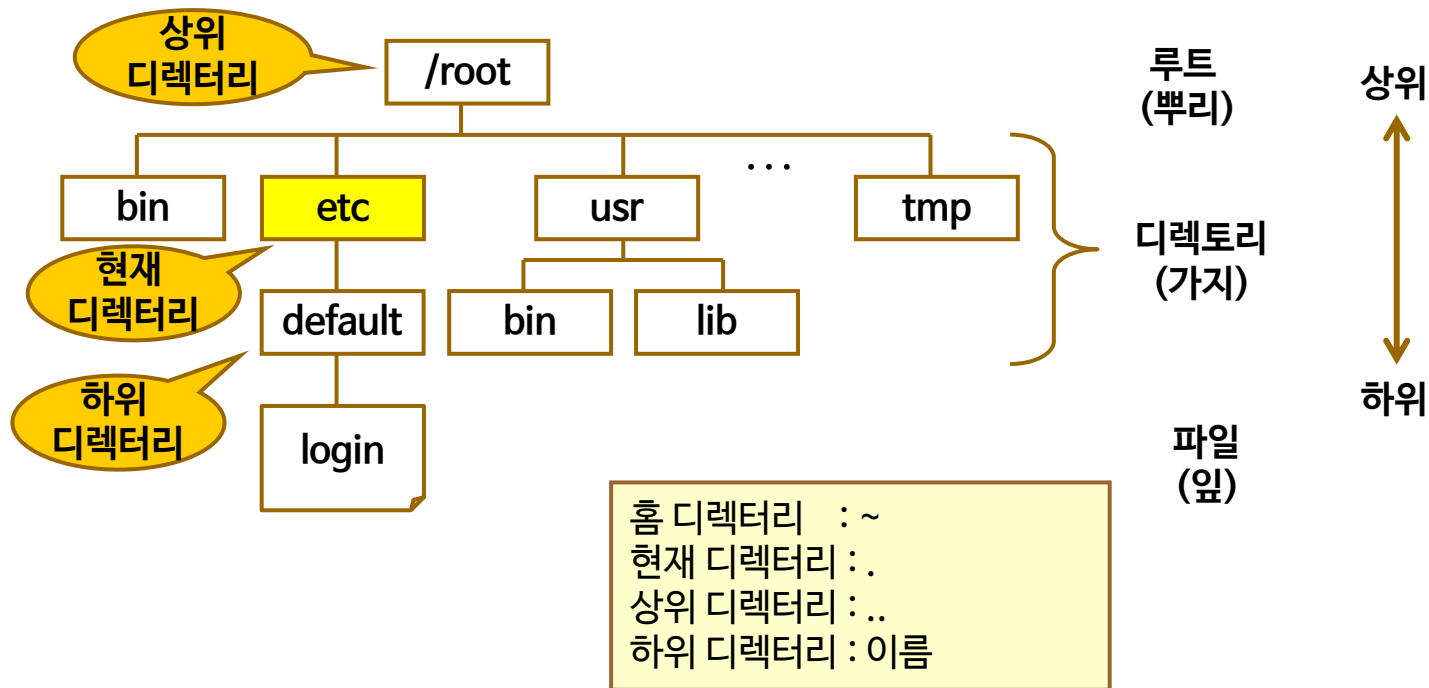 상위
디렉터리
/root
루트
(뿌리)
상위
...
bin
etc
usr
tmp
현재
디렉터리
디렉토리
(가지)
default
bin
lib
하위
디렉터리
하위
login
파일
(잎)
홈 디렉터리 : ~
현재 디렉터리 : .
상위 디렉터리 : ..
하위 디렉터리 : 이름